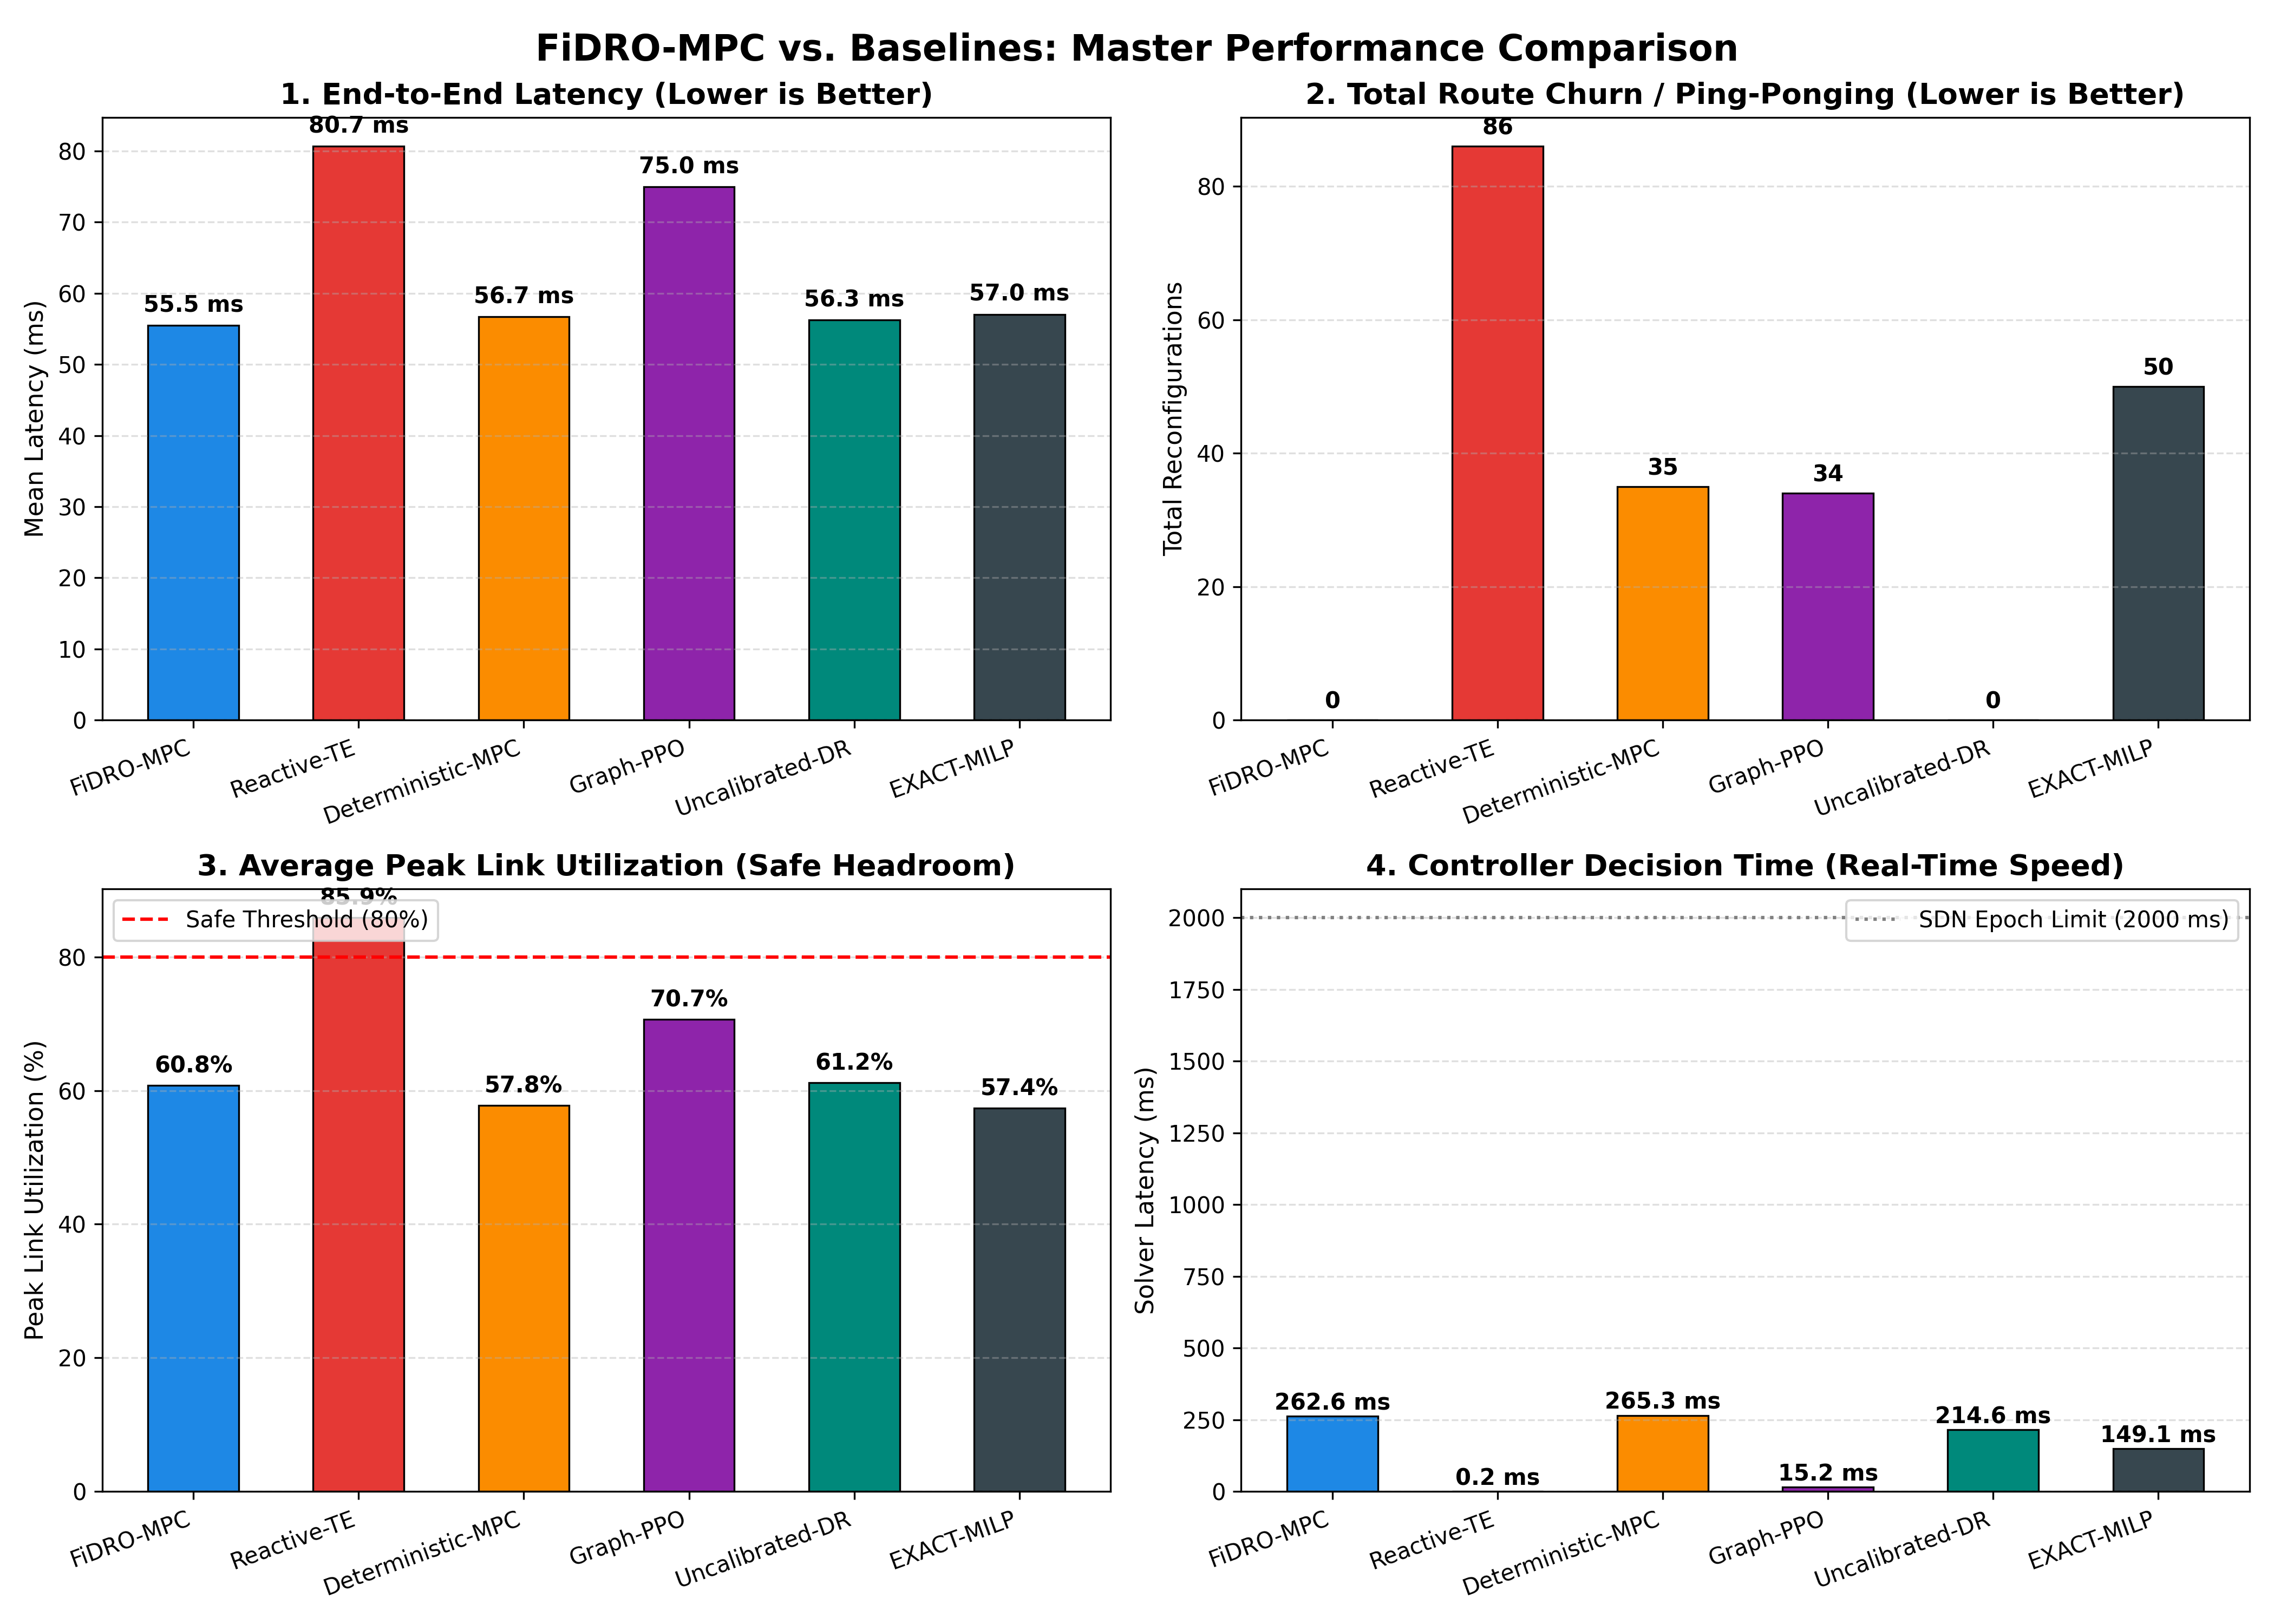 FiDRO-MPC vs. Baselines: Master Performance Comparison
1. End-to-End Latency (Lower is Better)
Mean Latency (ms)
80
70
60
50
40
30
20
10
0
55.5 ms
80.7 ms
56.7 ms
75.0 ms
56.3 ms
57.0 ms
FiDRO-MPC
Reactive-TE
Deterministic-MPC
Graph-PPO
Uncalibrated-DR
EXACT-MILP
2. Total Route Churn / Ping-Ponging (Lower is Better)
Total Reconfigurations
80
60
40
20
0
0
86
35
34
0
50
FiDRO-MPC
Reactive-TE
Deterministic-MPC
Graph-PPO
Uncalibrated-DR
EXACT-MILP
3. Average Peak Link Utilization (Safe Headroom)
Peak Link Utilization (%)
80
60
40
20
0
Safe Threshold (80%)
60.8%
85.9%
57.8%
70.7%
61.2%
57.4%
FiDRO-MPC
Reactive-TE
Deterministic-MPC
Graph-PPO
Uncalibrated-DR
EXACT-MILP
4. Controller Decision Time (Real-Time Speed)
Solver Latency (ms)
2000
1750
1500
1250
1000
750
500
250
0
SDN Epoch Limit (2000 ms)
262.6 ms
0.2 ms
265.3 ms
15.2 ms
214.6 ms
149.1 ms
FiDRO-MPC
Reactive-TE
Deterministic-MPC
Graph-PPO
Uncalibrated-DR
EXACT-MILP